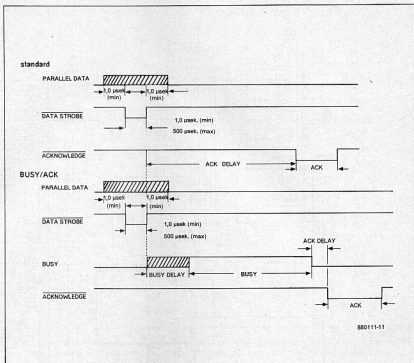 standard
PARALLEL DATA
1,0 µsek (min) 1,0 µsek (min)
DATA STROBE
1,0 µsek. (min)
500 µsek. (max)
ACKNOWLEDGE
ACK DELAY
ACK
BUSY/ACK
PARALLEL DATA
1,0 µsek (min) 1,0 µsek (min)
DATA STROBE
1,0 µsek (min)
500 µsek. (max)
ACK DELAY
BUSY
BUSY DELAY
BUSY
ACKNOWLEDGE
ACK
880111-11